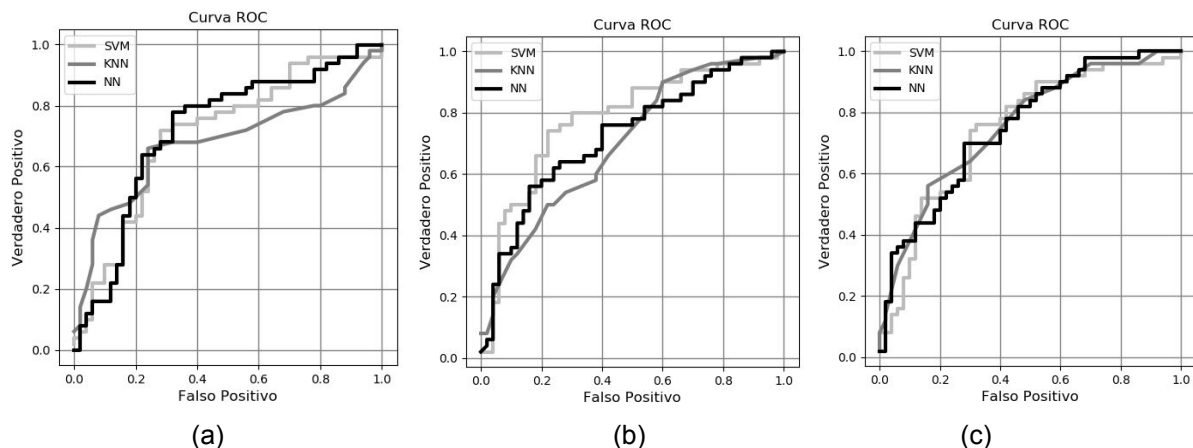 Curva ROC
SVM
KNN
NN
1.0
0.8
0.6
0.4
0.2
0.0
Verdadero Positivo
0.0 0.2 0.4 0.6 0.8 1.0
Falso Positivo
(a)
Curva ROC
SVM
KNN
NN
1.0
0.8
0.6
0.4
0.2
0.0
Verdadero Positivo
0.0 0.2 0.4 0.6 0.8 1.0
Falso Positivo
(b)
Curva ROC
SVM
KNN
NN
1.0
0.8
0.6
0.4
0.2
0.0
Verdadero Positivo
0.0 0.2 0.4 0.6 0.8 1.0
Falso Positivo
(c)